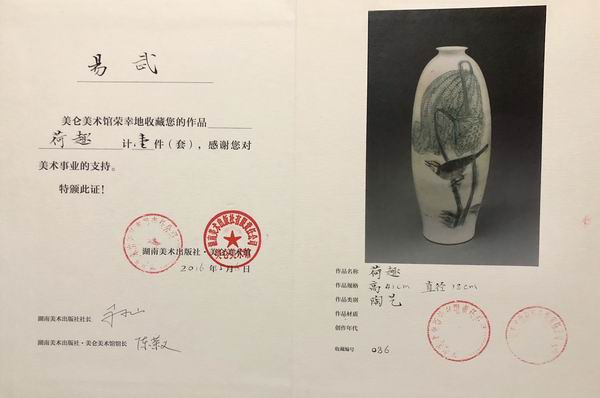 易武
美仑美术馆荣幸地收藏您的作品
荷趣 计壹件(套),感谢您对
美术事业的支持。
特颁此证!
湖南美术出版社·美仑美术馆
2016年
湖南美术出版社社长
湖南美术出版社·美仑美术馆馆长
作品名称 荷趣
作品规格 高41cm 直径18cm
作品类别 陶艺
作品材质
创作年代
收藏编号 036